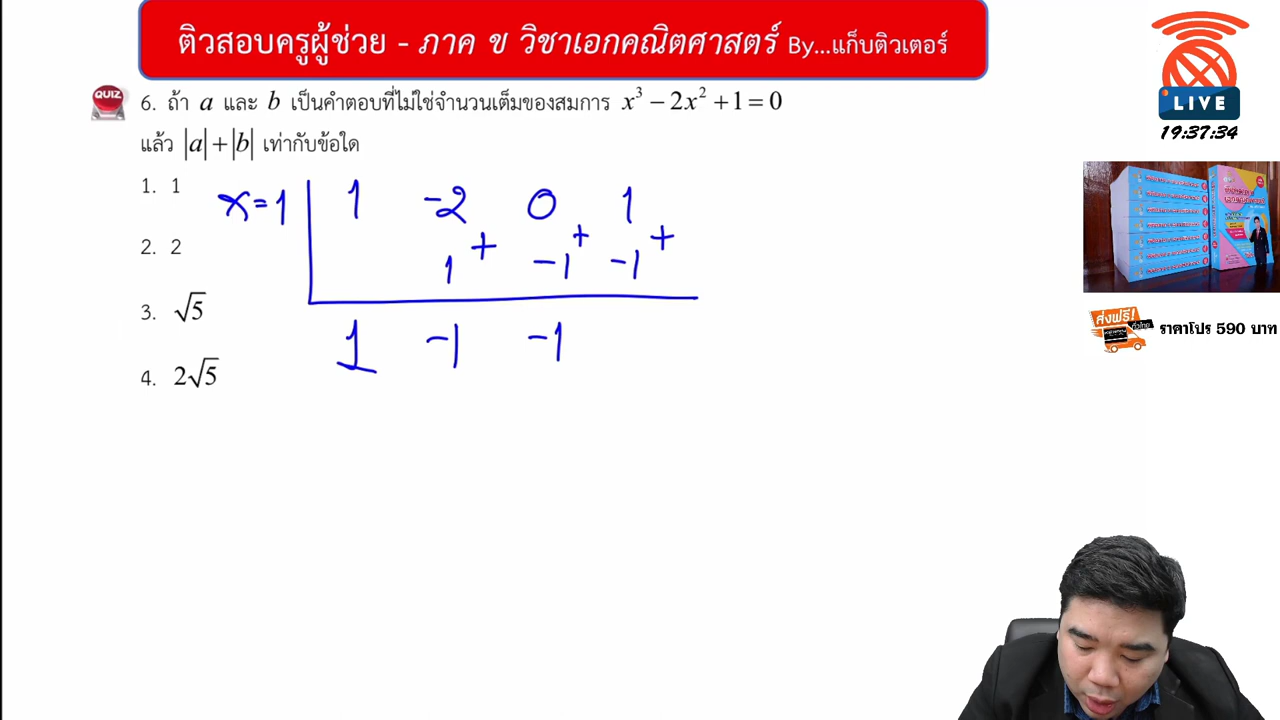 ติวสอบครูผู้ช่วย - ภาค ข วิชาเอกคณิตศาสตร์ By...แก็บติวเตอร์
QUIZ
6. ถ้า a และ b เป็นคำตอบที่ไม่ใช่จำนวนเต็มของสมการ x³ − 2x² + 1 = 0
แล้ว |a| + |b| เท่ากับข้อใด
1. 1
2. 2
3. √5
4. 2√5
x=1 1 -2 0 1
+ + +
1 -1 -1
1 -1 -1
LIVE
19:37:34
ส่งฟรี!
ทั่วไทย
ราคาโปร 590 บาท